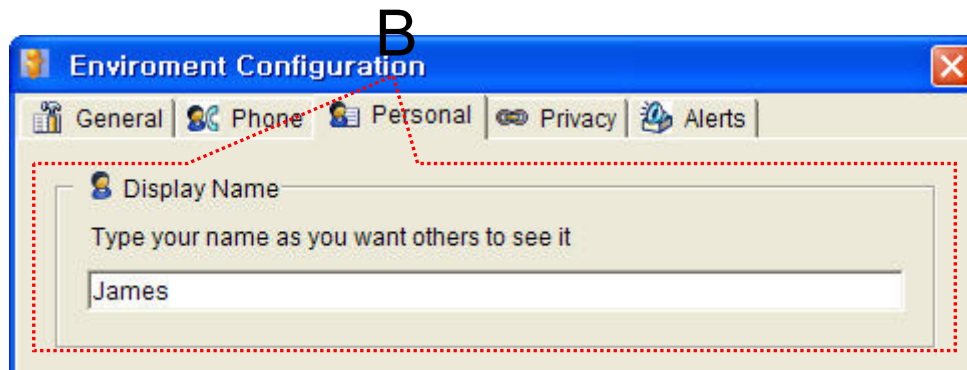 B
Enviroment Configuration
General Phone Personal Privacy Alerts
Display Name
Type your name as you want others to see it
James